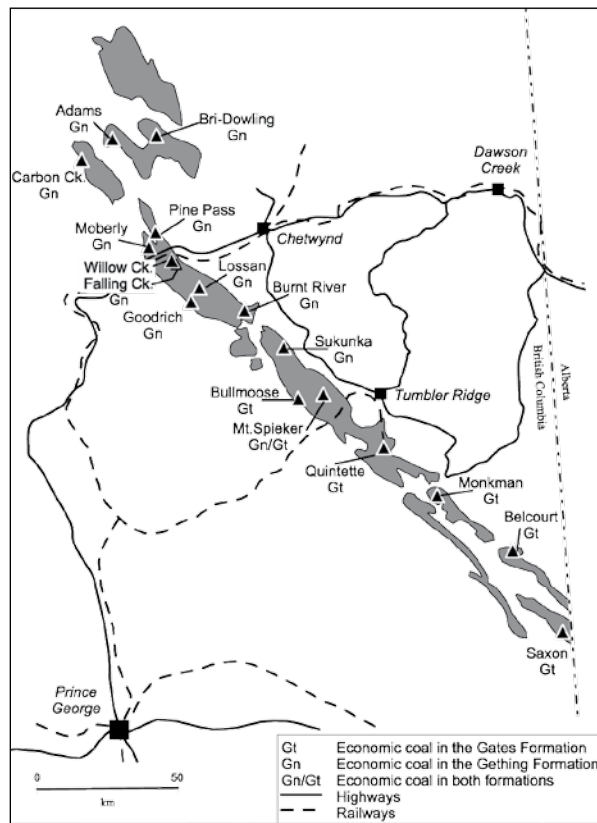 Adams
Gn
Bri-Dowling
Gn
Carbon Ck.
Gn
Dawson
Creek
Pine Pass
Gn
Chetwynd
Moberly
Gn
Willow Ck.
Falling Ck.
Gn
Lossan
Gn
Burnt River
Gn
Goodrich
Gn
Sukunka
Gn
Alberta
British Columbia
Bullmoose
Gt
Tumbler Ridge
Mt.Spieker
Gn/Gt
Quintette
Gt
Monkman
Gt
Belcourt
Gt
Saxon
Gt
Prince
George
0 50
km
Gt Economic coal in the Gates Formation
Gn Economic coal in the Gething Formation
Gn/Gt Economic coal in both formations
Highways
Railways